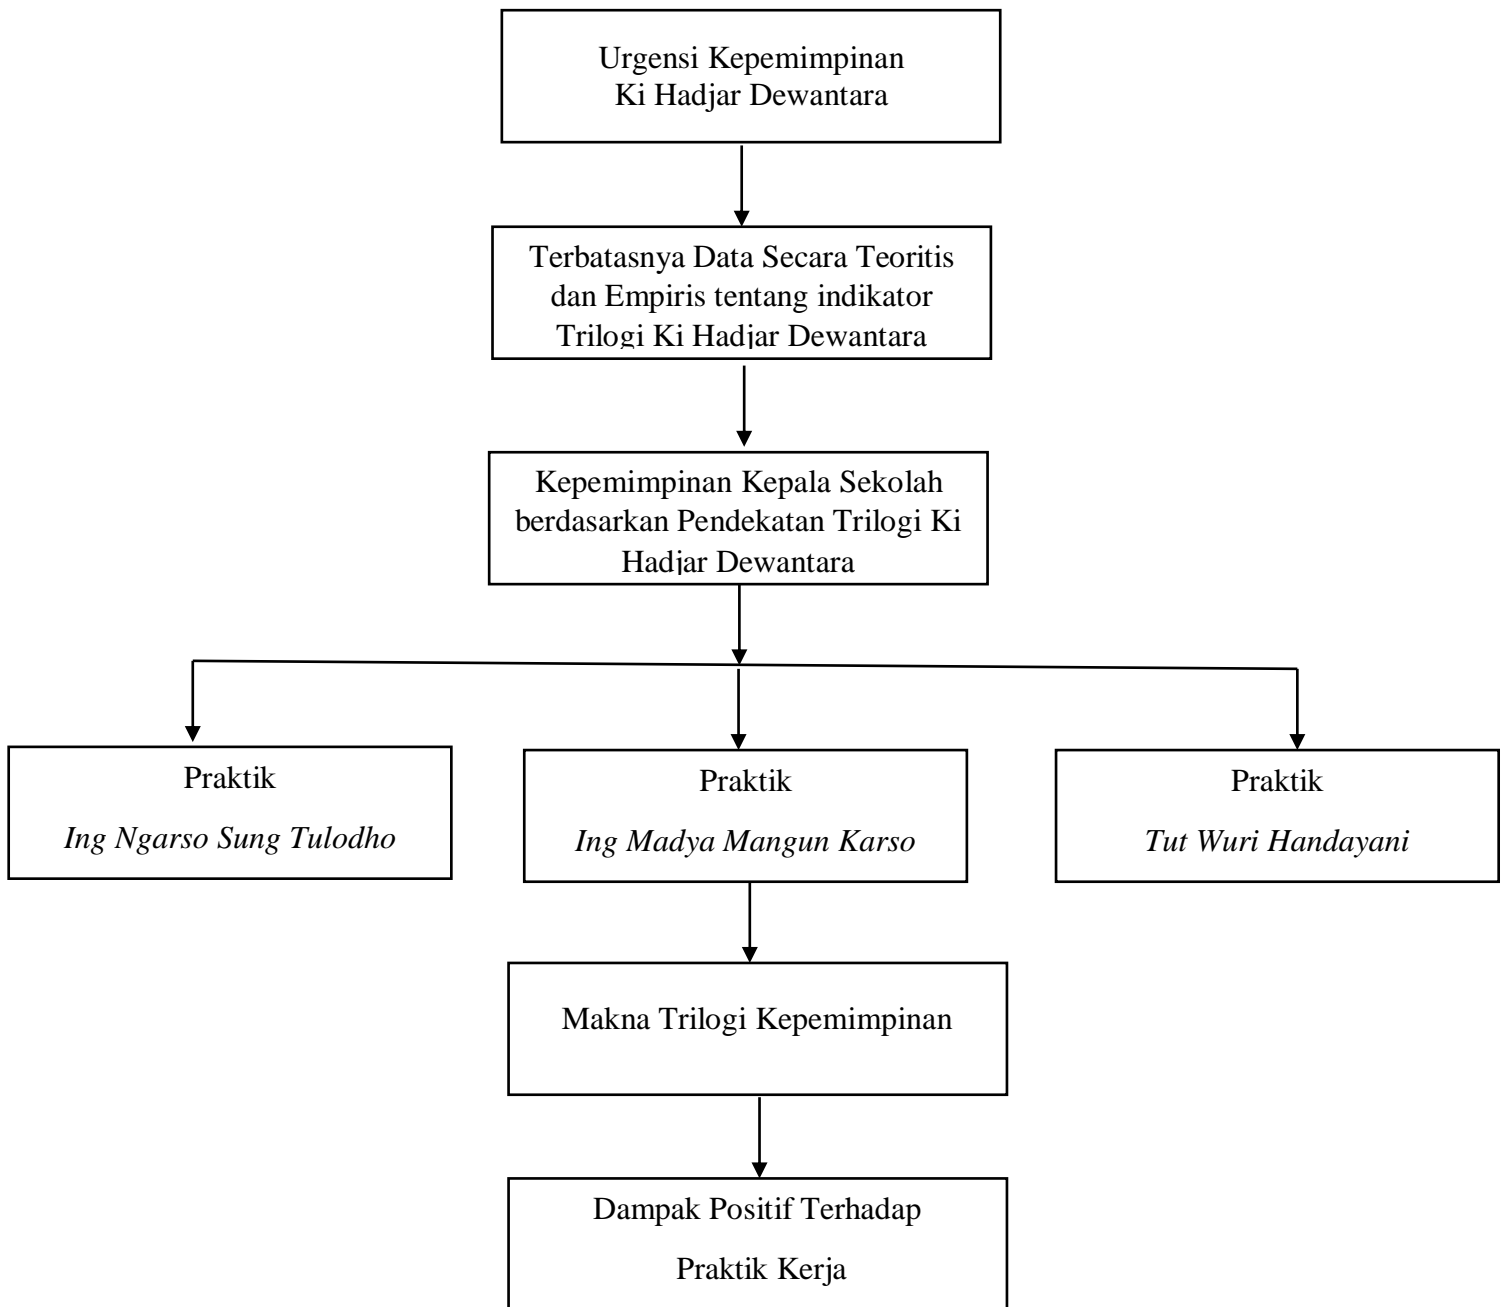 Urgensi Kepemimpinan
Ki Hadjar Dewantara
Terbatasnya Data Secara Teoritis
dan Empiris tentang indikator
Trilogi Ki Hadjar Dewantara
Kepemimpinan Kepala Sekolah
berdasarkan Pendekatan Trilogi Ki
Hadjar Dewantara
Praktik
Ing Ngarso Sung Tulodho
Praktik
Ing Madya Mangun Karso
Praktik
Tut Wuri Handayani
Makna Trilogi Kepemimpinan
Dampak Positif Terhadap
Praktik Kerja